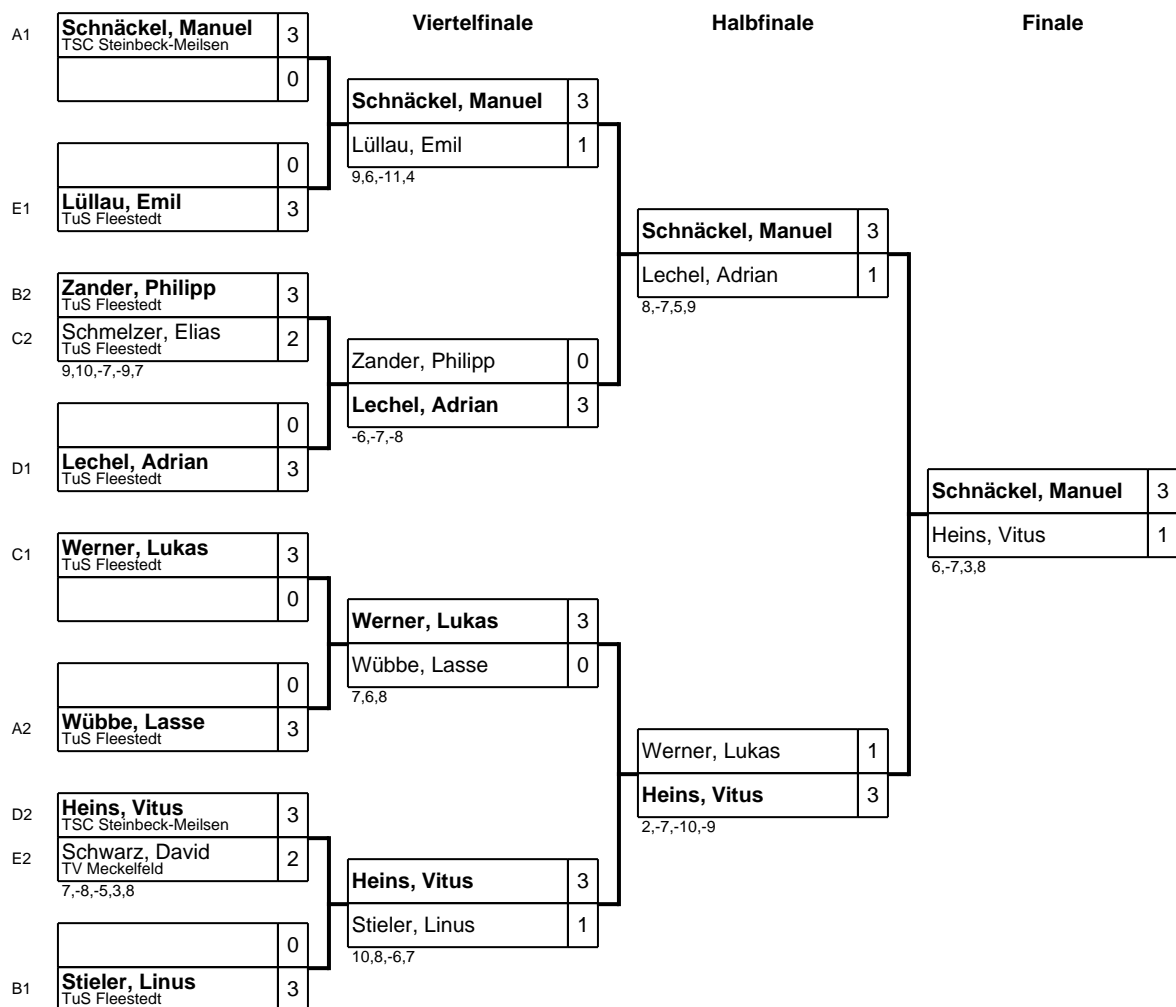 Viertelfinale
Halbfinale
Finale
A1
Schnäckel, Manuel 3
TSC Steinbeck-Meilsen
0
0
E1
Lüllau, Emil 3
TuS Fleestedt
B2
Zander, Philipp 3
TuS Fleestedt
C2
Schmelzer, Elias 2
TuS Fleestedt
9,10,-7,-9,7
0
D1
Lechel, Adrian 3
TuS Fleestedt
C1
Werner, Lukas 3
TuS Fleestedt
0
0
A2
Wübbe, Lasse 3
TuS Fleestedt
D2
Heins, Vitus 3
TSC Steinbeck-Meilsen
E2
Schwarz, David 2
TV Meckelfeld
7,-8,-5,3,8
0
B1
Stieler, Linus 3
TuS Fleestedt
Schnäckel, Manuel 3
Lüllau, Emil 1
9,6,-11,4
Zander, Philipp 0
Lechel, Adrian 3
-6,-7,-8
Werner, Lukas 3
Wübbe, Lasse 0
7,6,8
Heins, Vitus 3
Stieler, Linus 1
10,8,-6,7
Schnäckel, Manuel 3
Lechel, Adrian 1
8,-7,5,9
Werner, Lukas 1
Heins, Vitus 3
2,-7,-10,-9
Schnäckel, Manuel 3
Heins, Vitus 1
6,-7,3,8